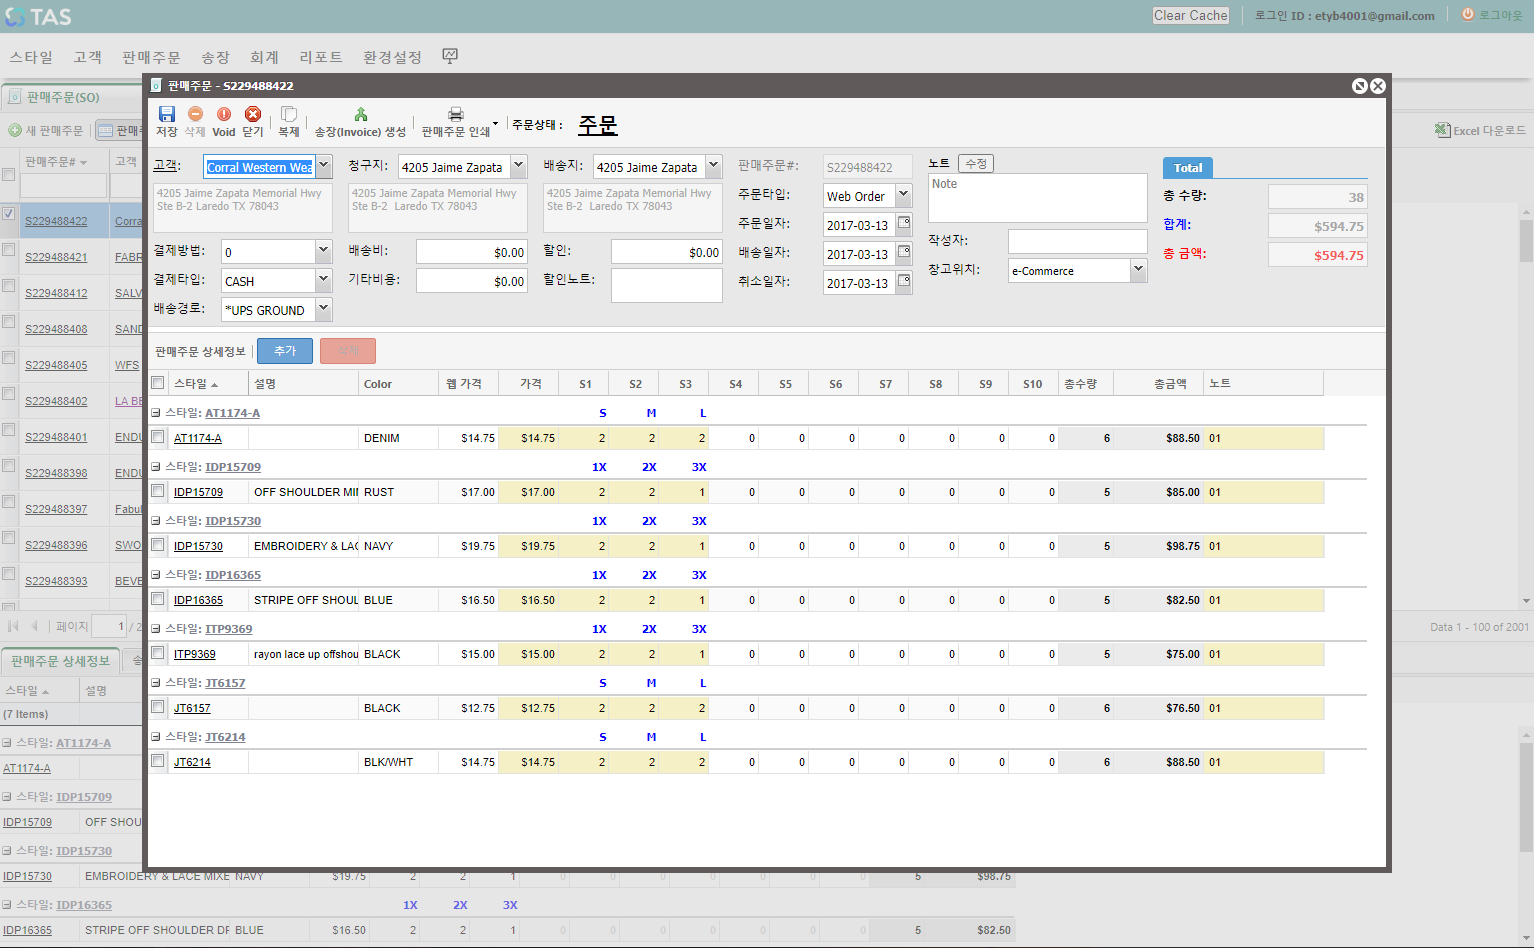 TAS
Clear Cache
로그인 ID : etyb4001@gmail.com
로그아웃
스타일 고객 판매주문 송장 회계 리포트 환경설정
판매주문(SO)
새 판매주문
Excel 다운로드
판매주문# 고객
S229488422 Corra
S229488421 FABR
S229488412 SALV
S229488408 SAND
S229488405 WFS
S229488402 LA BE
S229488401 ENDU
S229488398 ENDU
S229488397 Fabul
S229488396 SWO
S229488393 BEVE
페이지 1 / 2
Data 1 - 100 of 2001
판매주문 상세정보
스타일 설명
(7 Items)
스타일: AT1174-A
AT1174-A
스타일: IDP15709
IDP15709 OFF SHOU
스타일: IDP15730
IDP15730 EMBROIDERY & LACE MIXE NAVY $19.75 2 2 1 0 0 0 0 0 0 0 5 $98.75
스타일: IDP16365 1X 2X 3X
IDP16365 STRIPE OFF SHOULDER DF BLUE $16.50 2 2 1 0 0 0 0 0 0 0 5 $82.50
판매주문 - S229488422
저장 삭제 Void 닫기 복제 송장(Invoice) 생성 판매주문 인쇄 주문상태 : 주문
고객: Corral Western Wea
청구지: 4205 Jaime Zapata
배송지: 4205 Jaime Zapata
4205 Jaime Zapata Memorial Hwy
Ste B-2 Laredo TX 78043
4205 Jaime Zapata Memorial Hwy
Ste B-2 Laredo TX 78043
4205 Jaime Zapata Memorial Hwy
Ste B-2 Laredo TX 78043
결제방법: 0 배송비: $0.00 할인: $0.00
결제타입: CASH 기타비용: $0.00 할인노트:
배송경로: *UPS GROUND
판매주문#: S229488422
주문타입: Web Order
주문일자: 2017-03-13
배송일자: 2017-03-13
취소일자: 2017-03-13
노트 수정
Note
작성자:
창고위치: e-Commerce
Total
총 수량: 38
합계: $594.75
총 금액: $594.75
판매주문 상세정보 추가 삭제
스타일 설명 Color 웹 가격 가격 S1 S2 S3 S4 S5 S6 S7 S8 S9 S10 총수량 총금액 노트
스타일: AT1174-A S M L
AT1174-A DENIM $14.75 $14.75 2 2 2 0 0 0 0 0 0 0 6 $88.50 01
스타일: IDP15709 1X 2X 3X
IDP15709 OFF SHOULDER MI RUST $17.00 $17.00 2 2 1 0 0 0 0 0 0 0 5 $85.00 01
스타일: IDP15730 1X 2X 3X
IDP15730 EMBROIDERY & LAC NAVY $19.75 $19.75 2 2 1 0 0 0 0 0 0 0 5 $98.75 01
스타일: IDP16365 1X 2X 3X
IDP16365 STRIPE OFF SHOUL BLUE $16.50 $16.50 2 2 1 0 0 0 0 0 0 0 5 $82.50 01
스타일: ITP9369 1X 2X 3X
ITP9369 rayon lace up offshou BLACK $15.00 $15.00 2 2 1 0 0 0 0 0 0 0 5 $75.00 01
스타일: JT6157 S M L
JT6157 BLACK $12.75 $12.75 2 2 2 0 0 0 0 0 0 0 6 $76.50 01
스타일: JT6214 S M L
JT6214 BLK/WHT $14.75 $14.75 2 2 2 0 0 0 0 0 0 0 6 $88.50 01